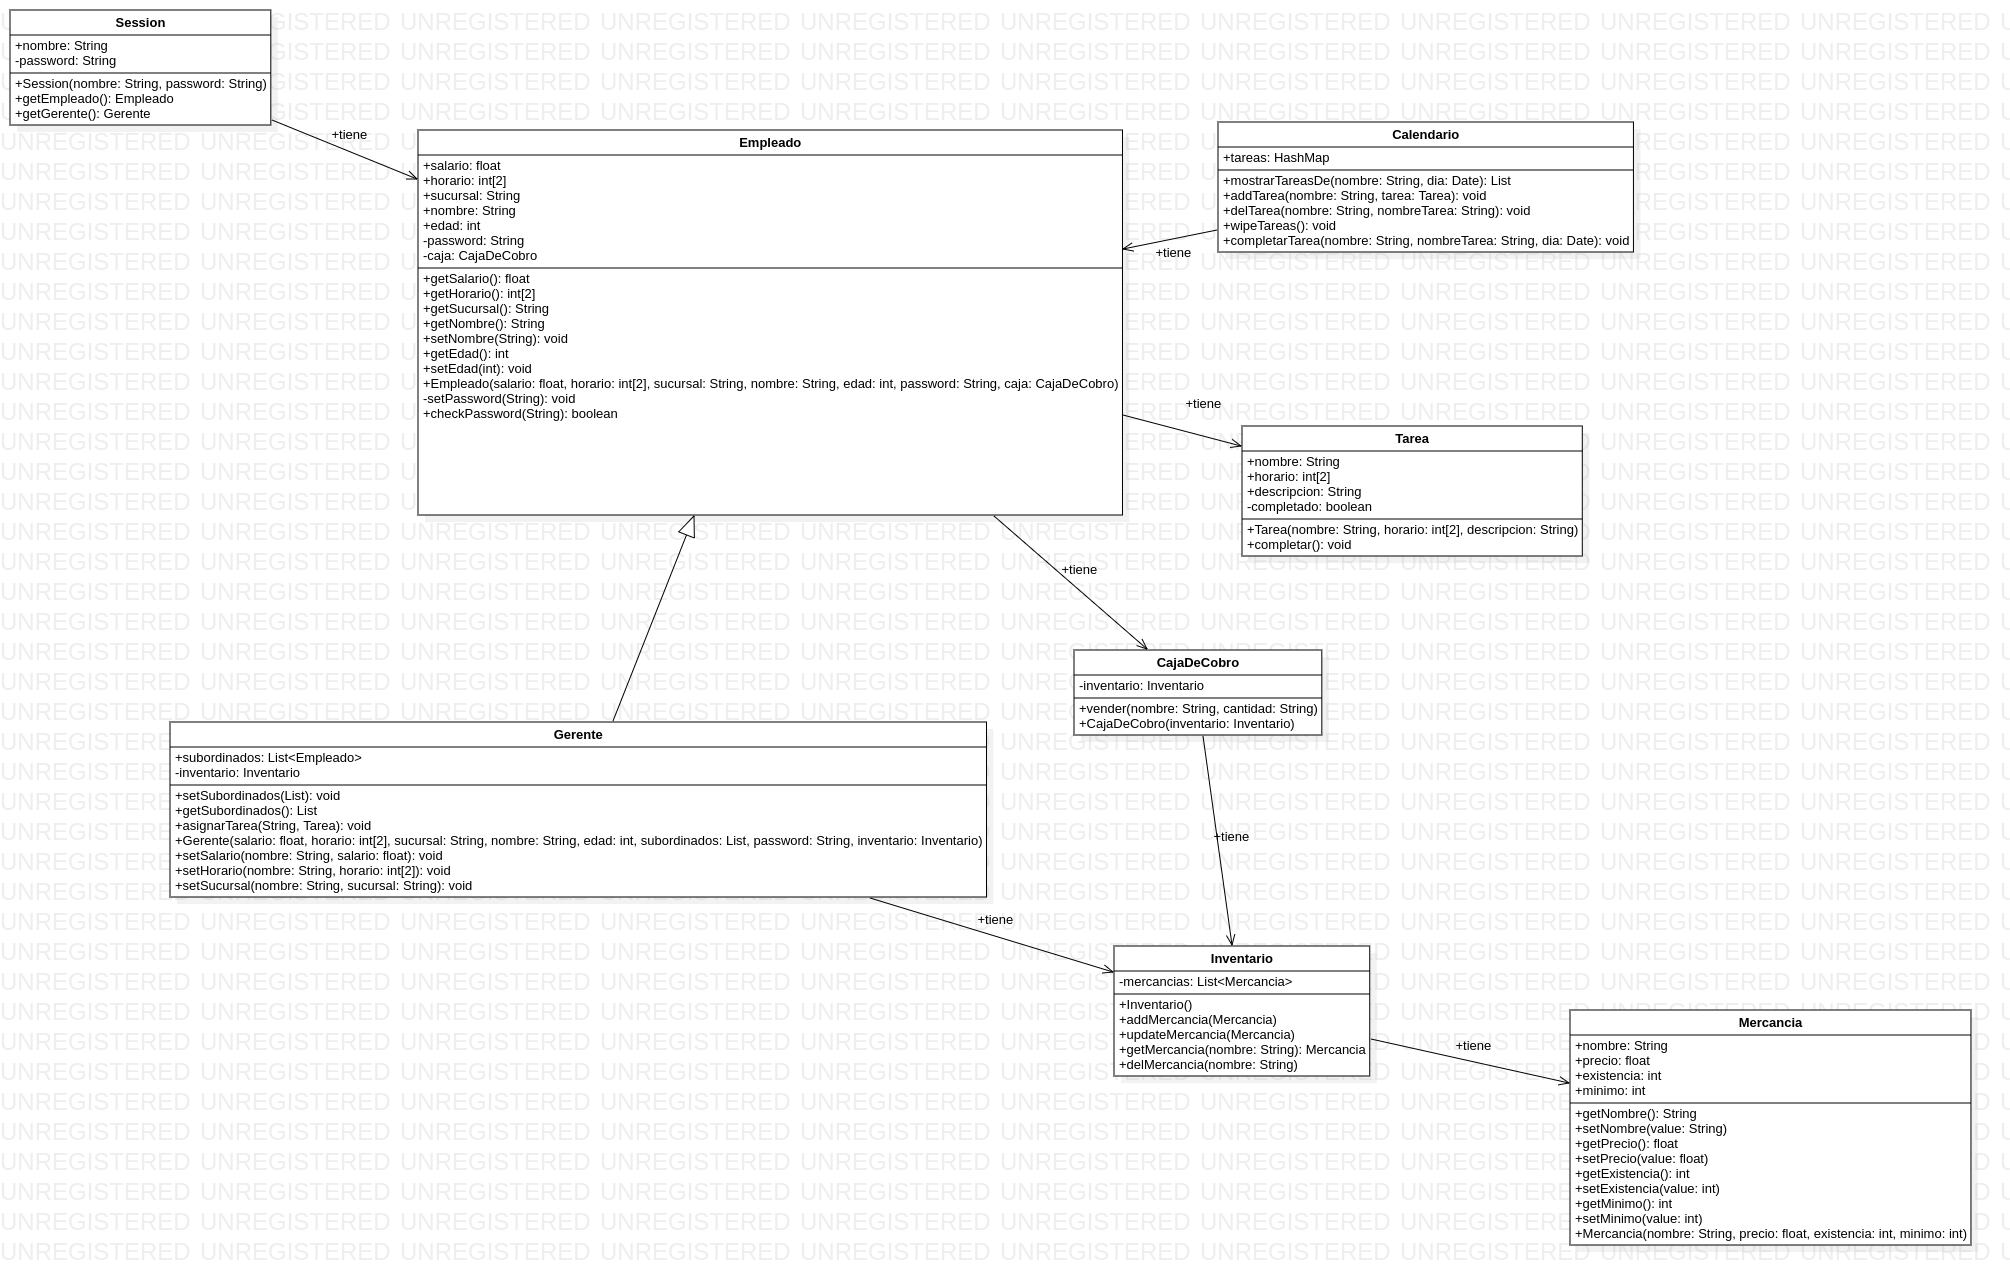 Session
+nombre: String
-password: String
+Session(nombre: String, password: String)
+getEmpleado(): Empleado
+getGerente(): Gerente
+tiene
Empleado
+salario: float
+horario: int[2]
+sucursal: String
+nombre: String
+edad: int
-password: String
-caja: CajaDeCobro
+getSalario(): float
+getHorario(): int[2]
+getSucursal(): String
+getNombre(): String
+setNombre(String): void
+getEdad(): int
+setEdad(int): void
+Empleado(salario: float, horario: int[2], sucursal: String, nombre: String, edad: int, password: String, caja: CajaDeCobro)
-setPassword(String): void
+checkPassword(String): boolean
Calendario
+tareas: HashMap
+mostrarTareasDe(nombre: String, dia: Date): List
+addTarea(nombre: String, tarea: Tarea): void
+delTarea(nombre: String, nombreTarea: String): void
+wipeTareas(): void
+completarTarea(nombre: String, nombreTarea: String, dia: Date): void
+tiene
+tiene
Tarea
+nombre: String
+horario: int[2]
+descripcion: String
-completado: boolean
+Tarea(nombre: String, horario: int[2], descripcion: String)
+completar(): void
+tiene
CajaDeCobro
-inventario: Inventario
+vender(nombre: String, cantidad: String)
+CajaDeCobro(inventario: Inventario)
Gerente
+subordinados: List<Empleado>
-inventario: Inventario
+setSubordinados(List): void
+getSubordinados(): List
+asignarTarea(String, Tarea): void
+Gerente(salario: float, horario: int[2], sucursal: String, nombre: String, edad: int, subordinados: List, password: String, inventario: Inventario)
+setSalario(nombre: String, salario: float): void
+setHorario(nombre: String, horario: int[2]): void
+setSucursal(nombre: String, sucursal: String): void
+tiene
+tiene
Inventario
-mercancias: List<Mercancia>
+Inventario()
+addMercancia(Mercancia)
+updateMercancia(Mercancia)
+getMercancia(nombre: String): Mercancia
+delMercancia(nombre: String)
+tiene
Mercancia
+nombre: String
+precio: float
+existencia: int
+minimo: int
+getNombre(): String
+setNombre(value: String)
+getPrecio(): float
+setPrecio(value: float)
+getExistencia(): int
+setExistencia(value: int)
+getMinimo(): int
+setMinimo(value: int)
+Mercancia(nombre: String, precio: float, existencia: int, minimo: int)
UNREGISTERED